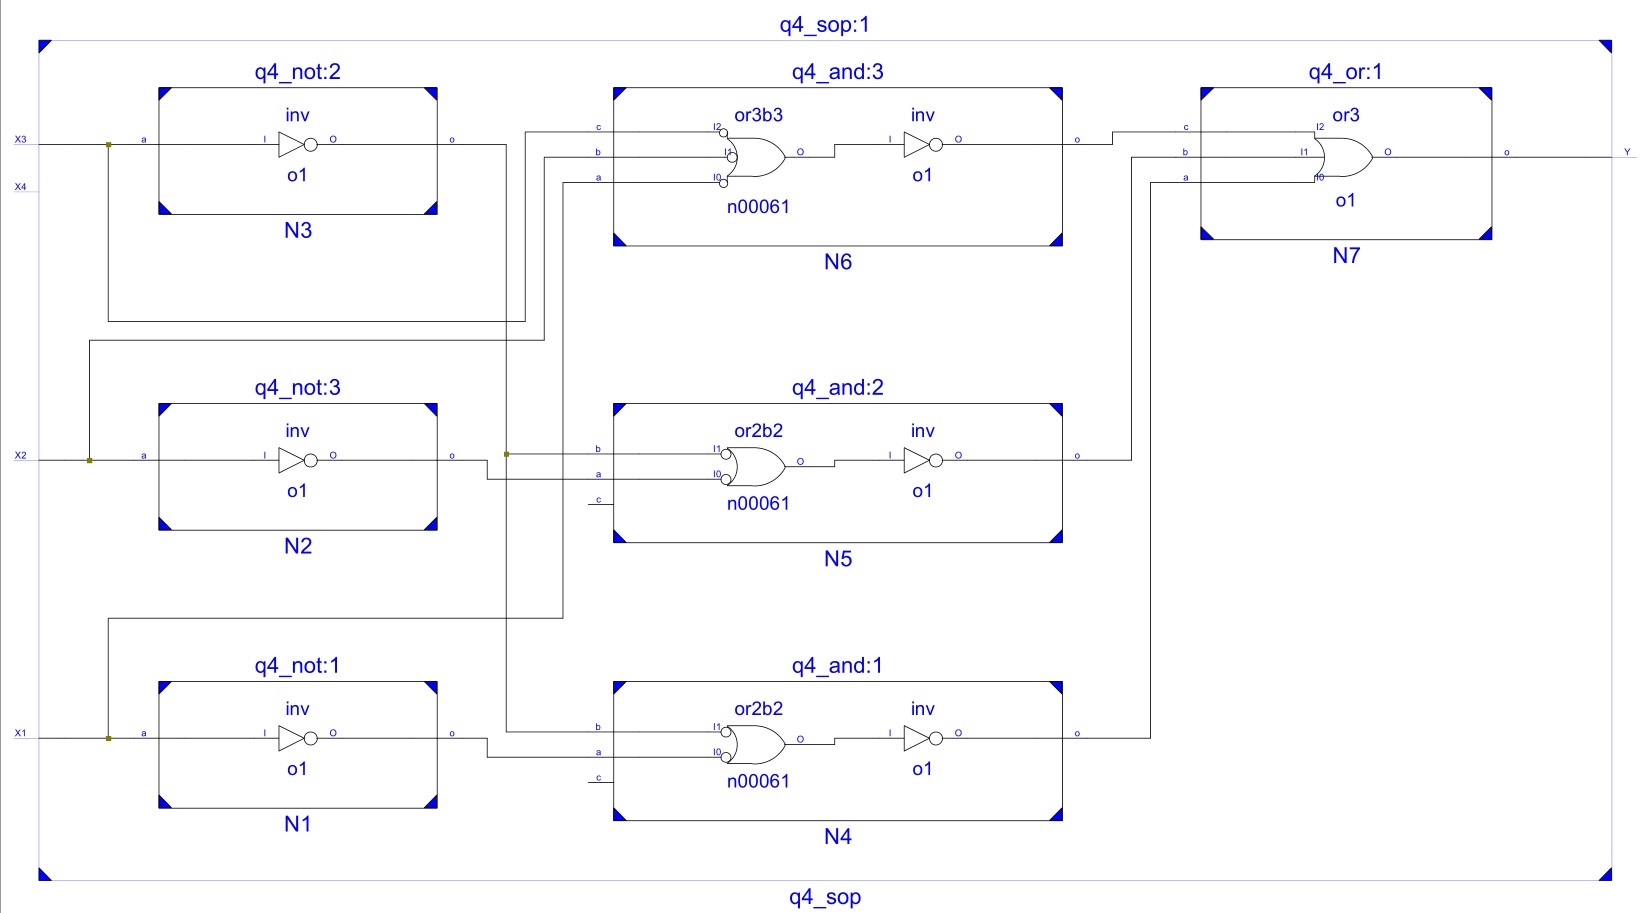 q4_sop:1
q4_not:2
q4_and:3
q4_or:1
inv
or3b3
inv
or3
X3
a
I
O
o
c
I2
b
I1
a
I0
O
I
O
o
c
I2
b
I1
a
I0
O
o
Y
o1
n00061
o1
o1
X4
N3
N6
N7
q4_not:3
q4_and:2
inv
or2b2
inv
X2
a
I
O
o
b
I1
a
I0
c
O
I
O
o
o1
n00061
o1
N2
N5
q4_not:1
q4_and:1
inv
or2b2
inv
X1
a
I
O
o
b
I1
a
I0
c
O
I
O
o
o1
n00061
o1
N1
N4
q4_sop